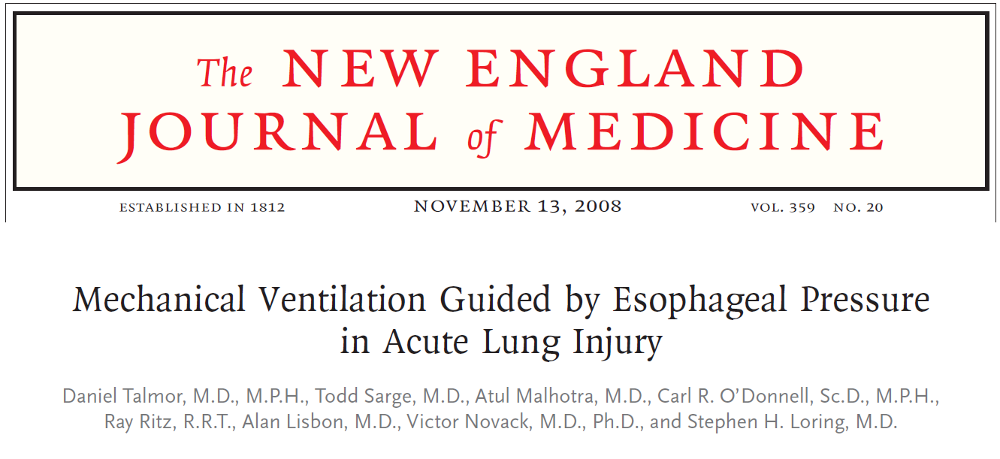 The NEW ENGLAND
JOURNAL of MEDICINE
ESTABLISHED IN 1812 NOVEMBER 13, 2008 VOL. 359 NO. 20
Mechanical Ventilation Guided by Esophageal Pressure
in Acute Lung Injury
Daniel Talmor, M.D., M.P.H., Todd Sarge, M.D., Atul Malhotra, M.D., Carl R. O’Donnell, Sc.D., M.P.H.,
Ray Ritz, R.R.T., Alan Lisbon, M.D., Victor Novack, M.D., Ph.D., and Stephen H. Loring, M.D.